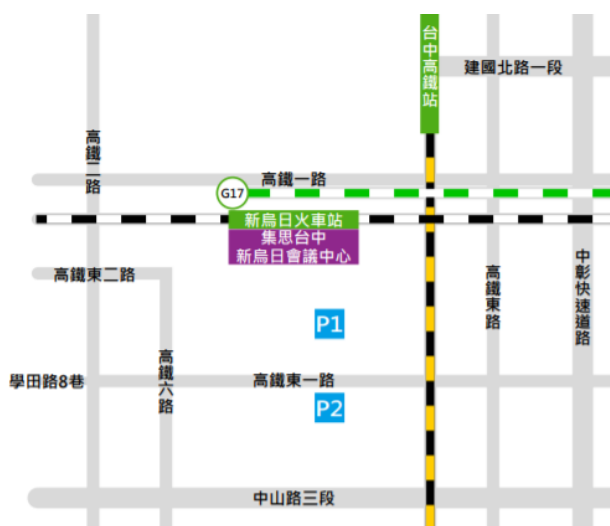 台中高鐵站
建國北路一段
高鐵二路
高鐵一路
G17
新烏日火車站
集思台中
新烏日會議中心
高鐵東二路
高鐵東路
中彰快速道路
P1
高鐵六路
學田路8巷
高鐵東一路
P2
中山路三段